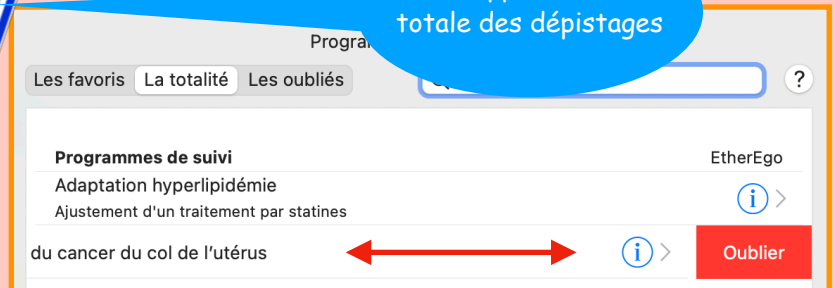 totale des dépistages
Les favoris La totalité Les oubliés ?
Programmes de suivi EtherEgo
Adaptation hyperlipidémie
Ajustement d'un traitement par statines
du cancer du col de l'utérus Oublier